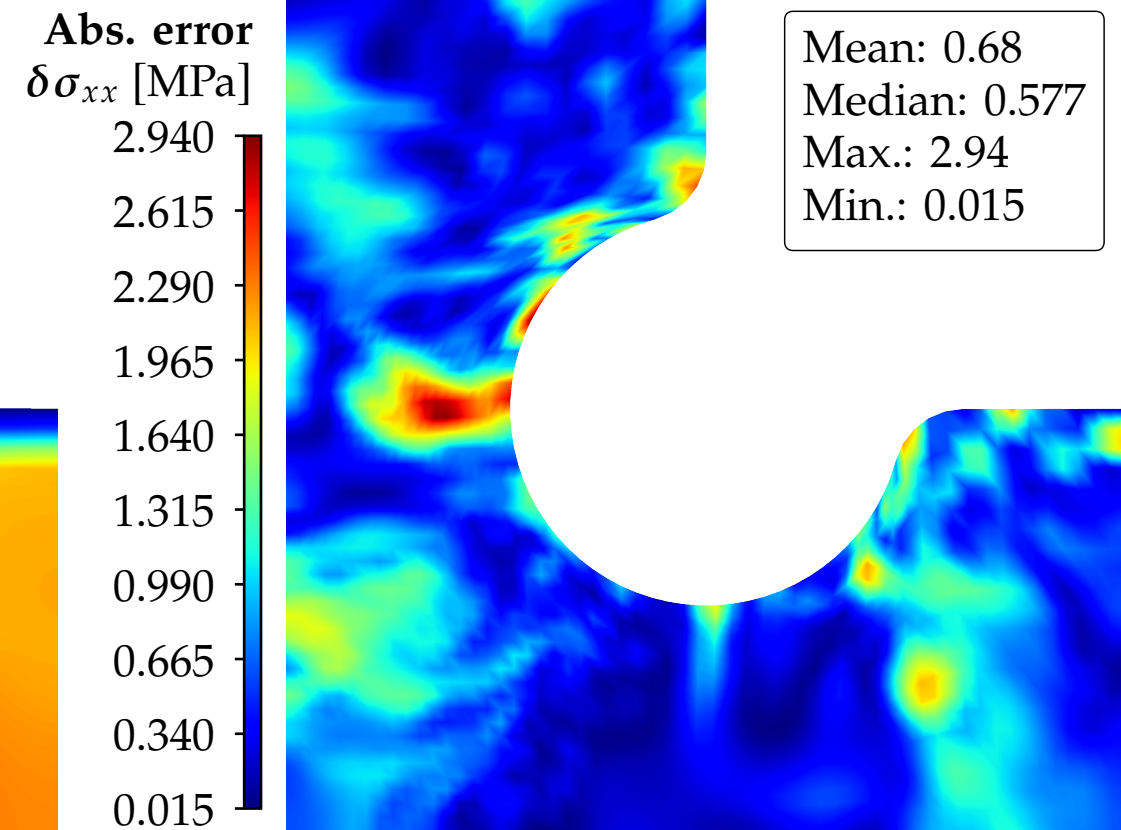 Abs. error
δσxx [MPa]
2.940
2.615
2.290
1.965
1.640
1.315
0.990
0.665
0.340
0.015
Mean: 0.68
Median: 0.577
Max.: 2.94
Min.: 0.015